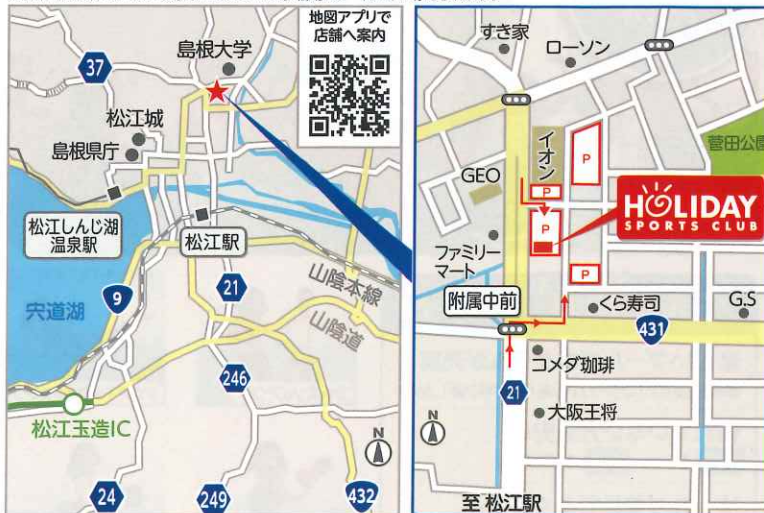 地図アプリで
店舗へ案内
島根大学
37
松江城
島根県庁
松江しんじ湖
温泉駅
松江駅
宍道湖
9
21
山陰本線
山陰道
246
松江玉造IC
24
249
432
N
すき家
ローソン
菅田公園
イオン
P
GEO
P
P
HOLIDAY
SPORTS CLUB
ファミリー
マート
P
附属中前
くら寿司
G.S
431
コメダ珈琲
21
大阪王将
N
至 松江駅